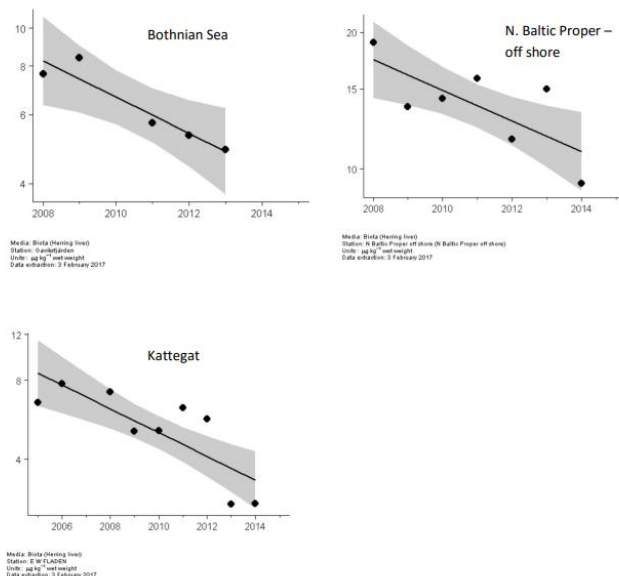 Bothnian Sea
10
8
6
4
2008 2010 2012 2014
Media: Biota (Herring liver)
Station: Gaviksfjärden
Units: μg kg⁻¹ wet weight
Data extraction: 3 February 2017
N. Baltic Proper –
off shore
20
15
10
2008 2010 2012 2014
Media: Biota (Herring liver)
Station: N Baltic Proper off shore (N Baltic Proper off shore)
Units: μg kg⁻¹ wet weight
Data extraction: 3 February 2017
Kattegat
12
8
4
2006 2008 2010 2012 2014
Media: Biota (Herring liver)
Station: E W FLADEN
Units: μg kg⁻¹ wet weight
Data extraction: 3 February 2017